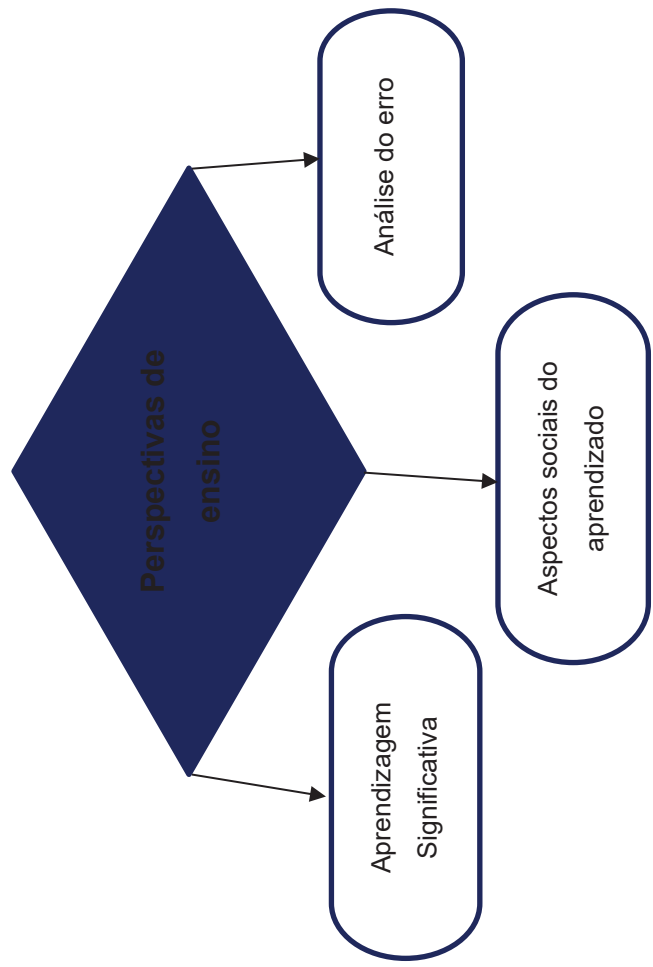 Perspectivas de
ensino
Aprendizagem
Significativa
Aspectos sociais do
aprendizado
Análise do erro